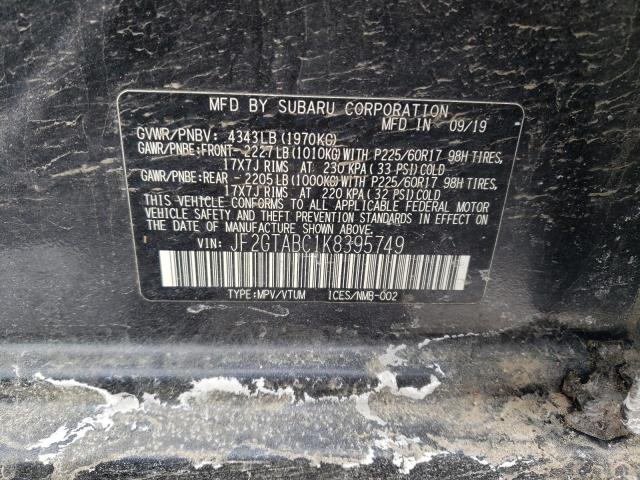 MFD BY SUBARU CORPORATION
MFD IN 09/19
GVWR/PNBV: 4343LB (1970KG)
GAWR/PNBE:FRONT-2227LB (1010KG) WITH P225/60R17 98H TIRES,
17X7J RIMS AT 230 KPA (33 PSI) COLD
GAWR/PNBE:REAR - 2205LB (1000KG) WITH P225/60R17 98H TIRES,
17X7J RIMS AT 220 KPA (32 PSI) COLD
THIS VEHICLE CONFORMS TO ALL APPLICABLE FEDERAL MOTOR
VEHICLE SAFETY AND THEFT PREVENTION STANDARDS IN EFFECT ON
THE DATE OF MANUFACTURE SHOWN ABOVE.
VIN: JF2GTABC1K8395749
TYPE:MPV/VTUM ICES/NMB-002